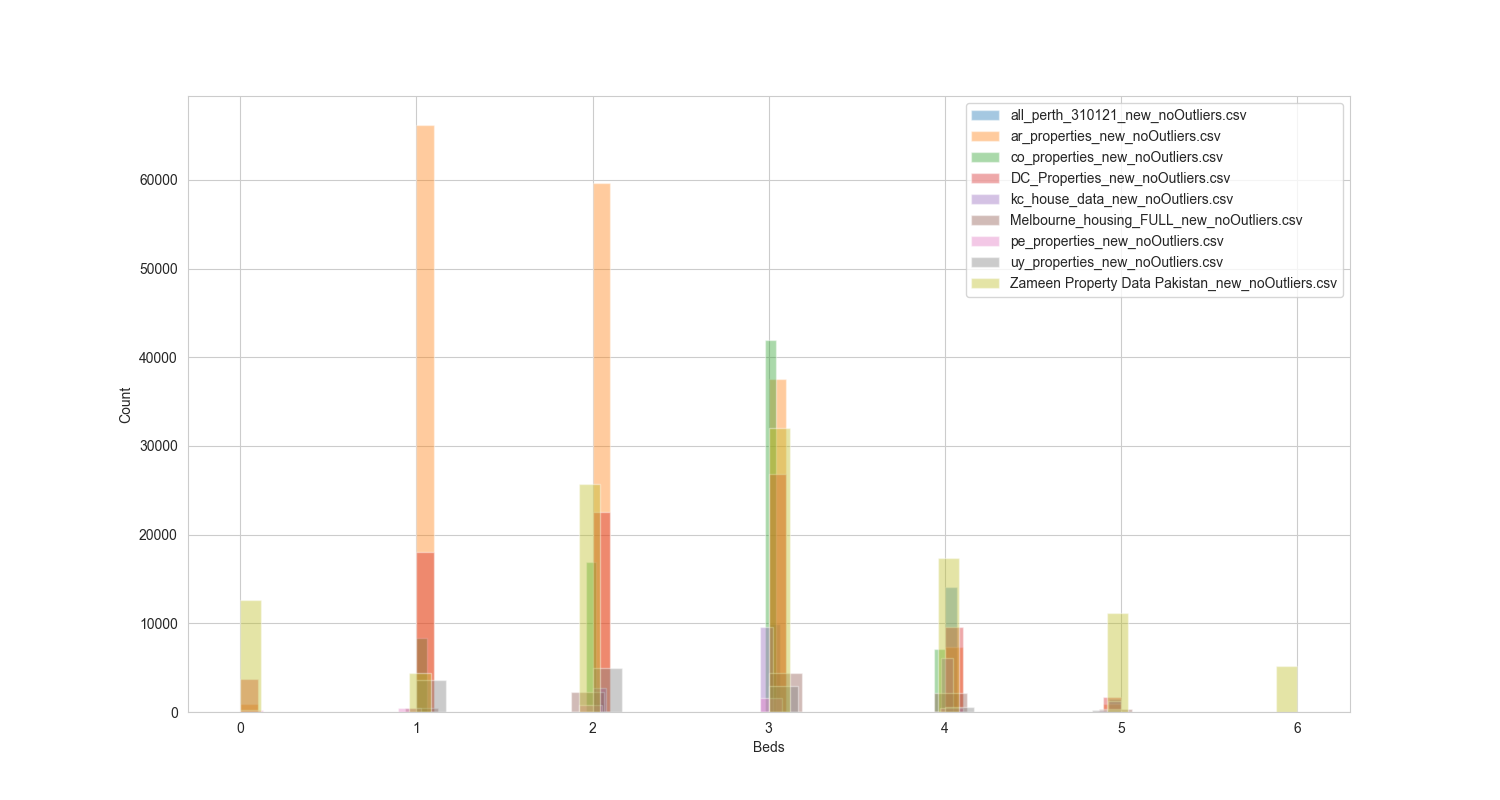 all_perth_310121_new_noOutliers.csv
ar_properties_new_noOutliers.csv
co_properties_new_noOutliers.csv
DC_Properties_new_noOutliers.csv
kc_house_data_new_noOutliers.csv
Melbourne_housing_FULL_new_noOutliers.csv
pe_properties_new_noOutliers.csv
uy_properties_new_noOutliers.csv
Zameen Property Data Pakistan_new_noOutliers.csv
60000
50000
40000
30000
20000
10000
0
Count
0 1 2 3 4 5 6
Beds